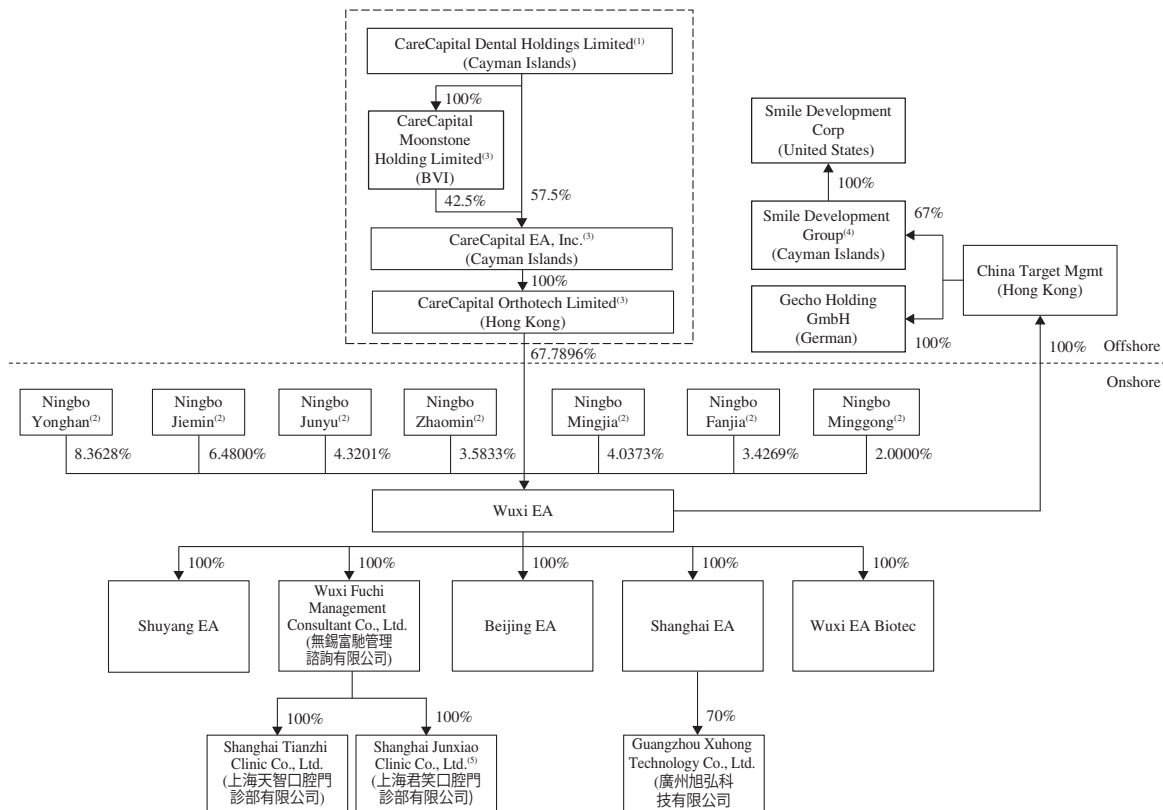 CareCapital Dental Holdings Limited(1)
(Cayman Islands)
100%
CareCapital
Moonstone
Holding Limited(3)
(BVI)
42.5%
57.5%
CareCapital EA, Inc.(3)
(Cayman Islands)
100%
CareCapital Orthotech Limited(3)
(Hong Kong)
67.7896%
Smile Development
Corp
(United States)
100%
Smile Development
Group(4)
(Cayman Islands)
67%
China Target Mgmt
(Hong Kong)
Gecho Holding
GmbH
(German)
100%
100%
Offshore
Onshore
Ningbo
Yonghan(2)
Ningbo
Jiemin(2)
Ningbo
Junyu(2)
Ningbo
Zhaomin(2)
Ningbo
Mingjia(2)
Ningbo
Fanjia(2)
Ningbo
Minggong(2)
8.3628%
6.4800%
4.3201%
3.5833%
4.0373%
3.4269%
2.0000%
Wuxi EA
100%
100%
100%
100%
100%
Shuyang EA
Wuxi Fuchi
Management
Consultant Co., Ltd.
(無錫富馳管理
諮詢有限公司)
Beijing EA
Shanghai EA
Wuxi EA Biotec
100%
100%
70%
Shanghai Tianzhi
Clinic Co., Ltd.
(上海天智口腔門
診部有限公司)
Shanghai Junxiao
Clinic Co., Ltd.(5)
(上海君笑口腔門
診部有限公司)
Guangzhou Xuhong
Technology Co., Ltd.
(廣州旭弘科
技有限公司